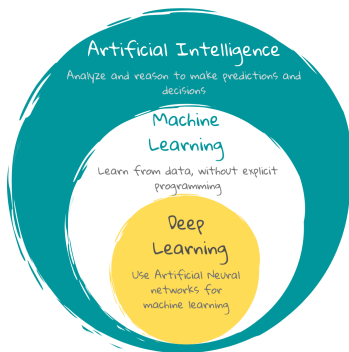 Artificial Intelligence
Analyze and reason to make predictions and
decisions
Machine
Learning
Learn from data, without explicit
programming
Deep
Learning
Use Artificial Neural
networks for
machine learning